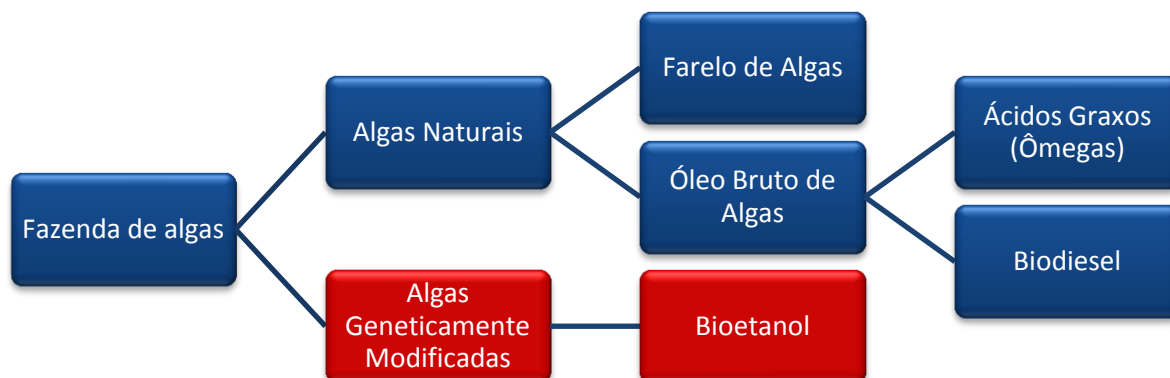 Fazenda de algas
Algas Naturais
Algas
Geneticamente
Modificadas
Farelo de Algas
Óleo Bruto de
Algas
Bioetanol
Ácidos Graxos
(Ômegas)
Biodiesel